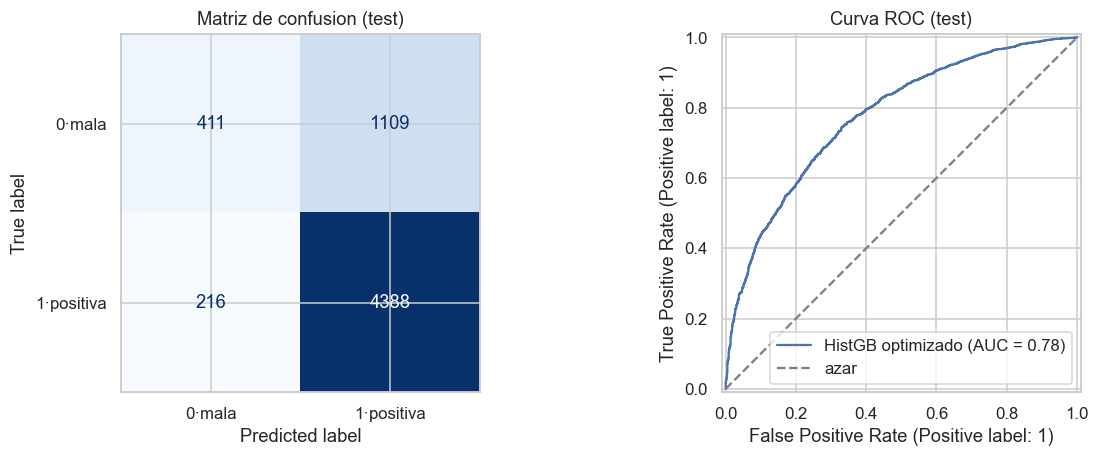 Matriz de confusion (test)
True label
0·mala
1·positiva
411
1109
216
4388
0·mala
1·positiva
Predicted label
Curva ROC (test)
True Positive Rate (Positive label: 1)
1.0
0.8
0.6
0.4
0.2
0.0
HistGB optimizado (AUC = 0.78)
azar
0.0
0.2
0.4
0.6
0.8
1.0
False Positive Rate (Positive label: 1)